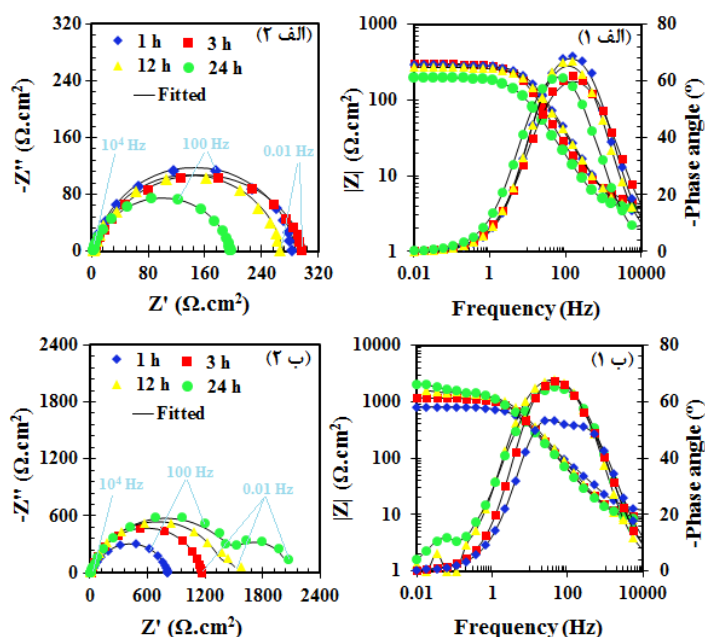 320
240
160
80
0
-Z" (Ω.cm²)
(الف ۲)
1 h
3 h
12 h
24 h
Fitted
10⁴ Hz
100 Hz
0.01 Hz
0 80 160 240 320
Z' (Ω.cm²)
1000
100
10
1
|Z| (Ω.cm²)
(الف ۱)
80
60
40
20
0
-Phase angle (°)
0.01 1 100 10000
Frequency (Hz)
2400
1800
1200
600
0
-Z" (Ω.cm²)
(ب ۲)
1 h
3 h
12 h
24 h
Fitted
10⁴ Hz
100 Hz
0.01 Hz
0 600 1200 1800 2400
Z' (Ω.cm²)
10000
1000
100
10
1
|Z| (Ω.cm²)
(ب ۱)
80
60
40
20
0
-Phase angle (°)
0.01 1 100 10000
Frequency (Hz)